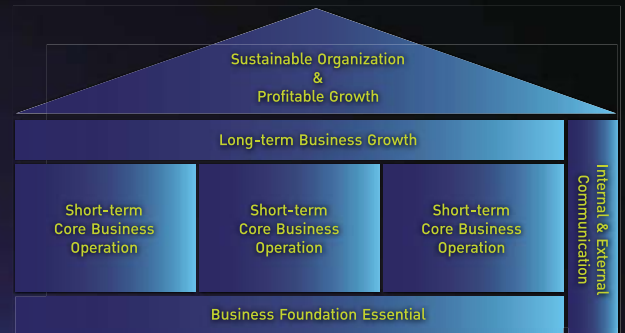 Sustainable Organization
&
Profitable Growth
Long-term Business Growth
Short-term
Core Business
Operation
Short-term
Core Business
Operation
Short-term
Core Business
Operation
Internal & External
Communication
Business Foundation Essential